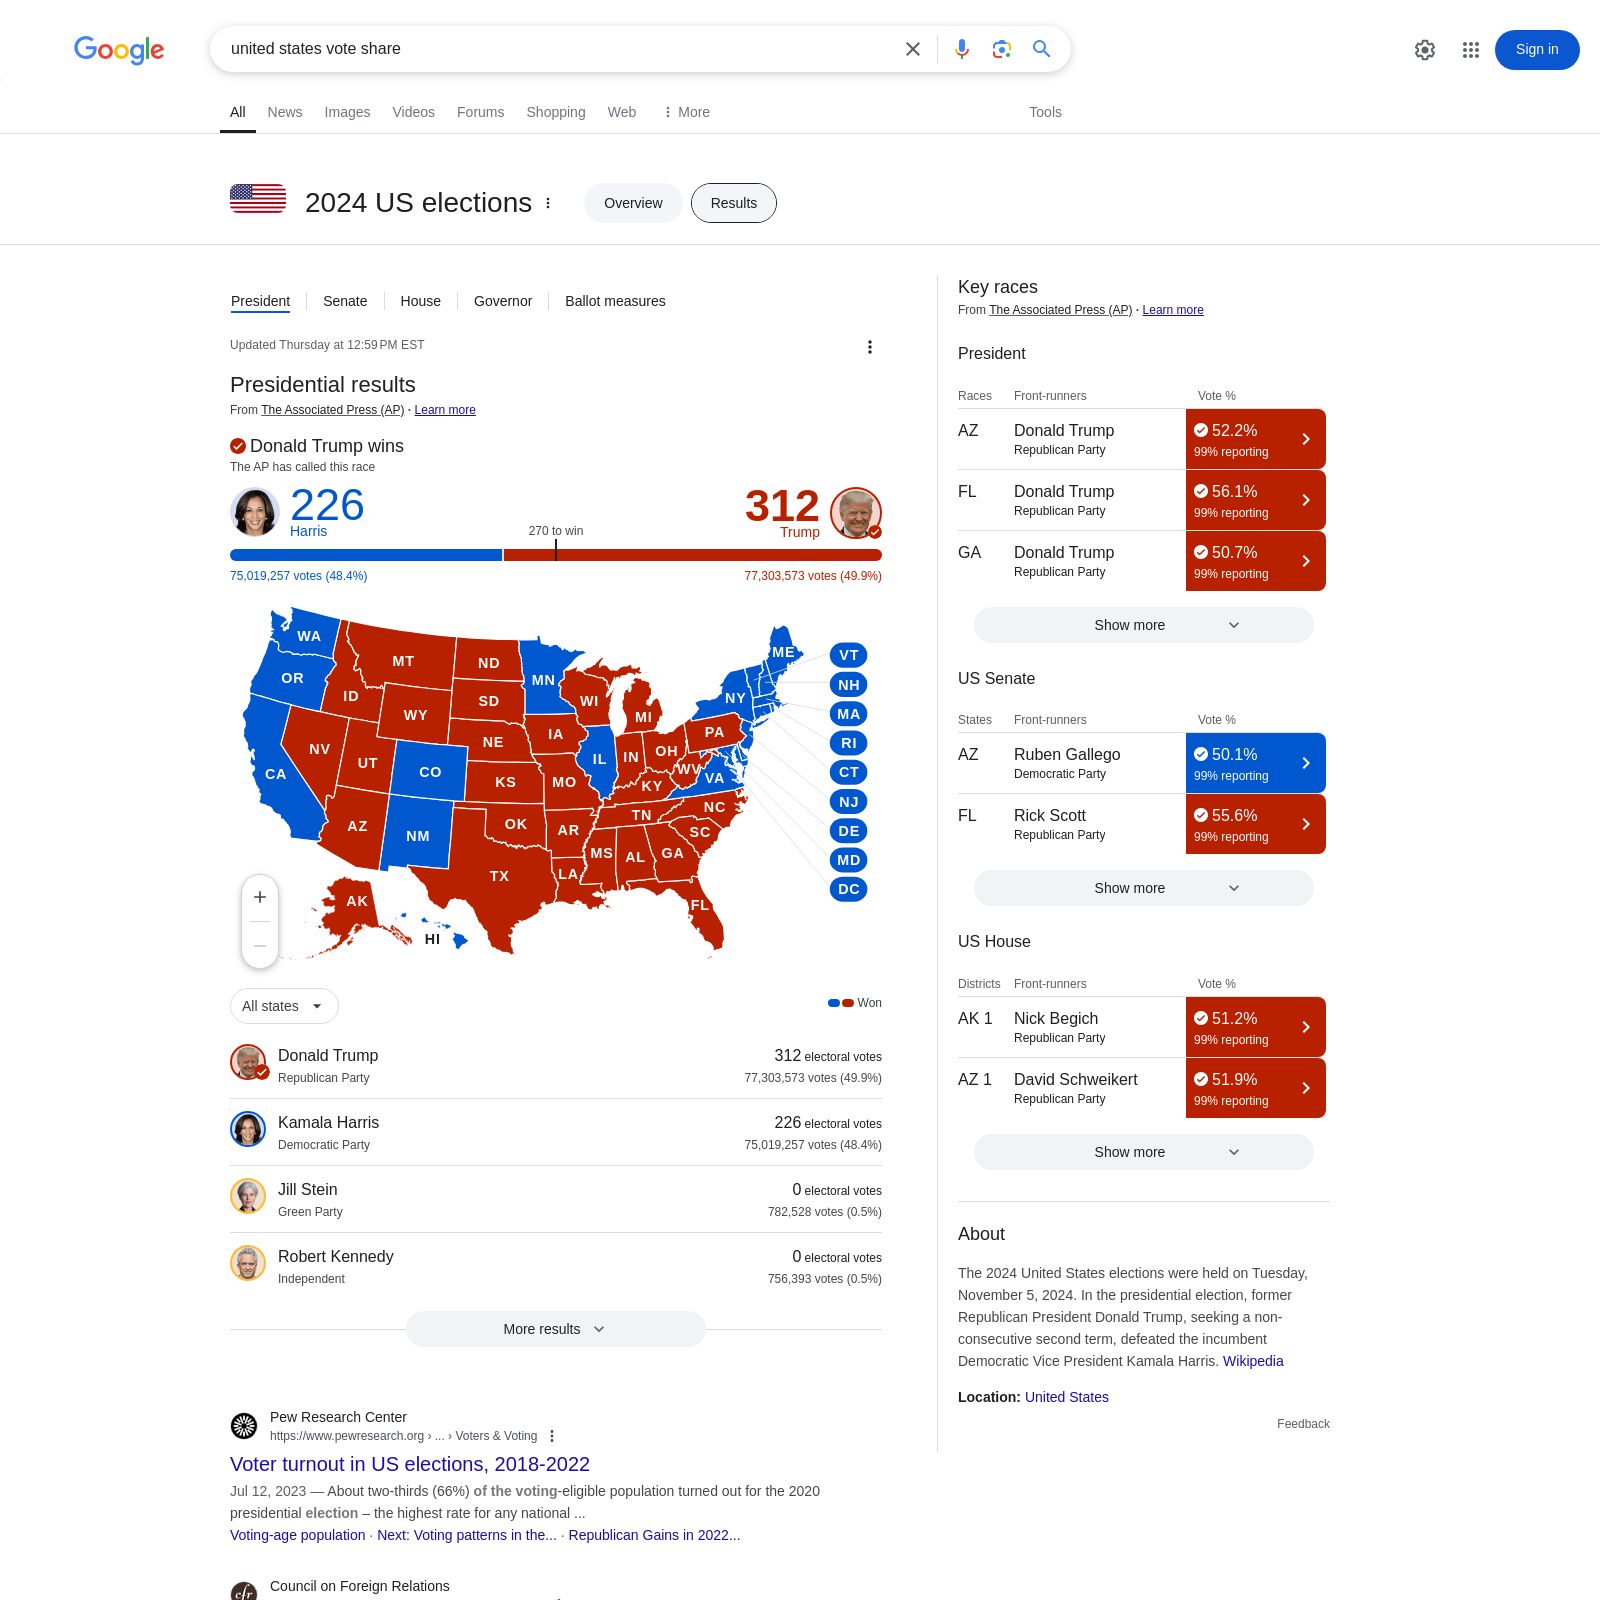 Google
united states vote share
Sign in
All News Images Videos Forums Shopping Web More Tools
2024 US elections
Overview Results
President Senate House Governor Ballot measures
Updated Thursday at 12:59 PM EST
Presidential results
From The Associated Press (AP) · Learn more
Donald Trump wins
The AP has called this race
226
Harris
270 to win
312
Trump
75,019,257 votes (48.4%)
77,303,573 votes (49.9%)
WA
OR
CA
NV
ID
MT
WY
UT
AZ
CO
NM
ND
SD
NE
KS
OK
TX
MN
IA
MO
AR
LA
WI
IL
MI
IN
OH
KY
TN
MS
AL
GA
FL
SC
NC
VA
WV
PA
NY
ME
VT
NH
MA
RI
CT
NJ
DE
MD
DC
AK
HI
All states
Won
Donald Trump
Republican Party
312 electoral votes
77,303,573 votes (49.9%)
Kamala Harris
Democratic Party
226 electoral votes
75,019,257 votes (48.4%)
Jill Stein
Green Party
0 electoral votes
782,528 votes (0.5%)
Robert Kennedy
Independent
0 electoral votes
756,393 votes (0.5%)
More results
Pew Research Center
https://www.pewresearch.org › ... › Voters & Voting
Voter turnout in US elections, 2018-2022
Jul 12, 2023 — About two-thirds (66%) of the voting-eligible population turned out for the 2020
presidential election – the highest rate for any national ...
Voting-age population · Next: Voting patterns in the... · Republican Gains in 2022...
cfr
Council on Foreign Relations
Key races
From The Associated Press (AP) · Learn more
President
Races Front-runners Vote %
AZ Donald Trump 52.2%
Republican Party 99% reporting
FL Donald Trump 56.1%
Republican Party 99% reporting
GA Donald Trump 50.7%
Republican Party 99% reporting
Show more
US Senate
States Front-runners Vote %
AZ Ruben Gallego 50.1%
Democratic Party 99% reporting
FL Rick Scott 55.6%
Republican Party 99% reporting
Show more
US House
Districts Front-runners Vote %
AK 1 Nick Begich 51.2%
Republican Party 99% reporting
AZ 1 David Schweikert 51.9%
Republican Party 99% reporting
Show more
About
The 2024 United States elections were held on Tuesday,
November 5, 2024. In the presidential election, former
Republican President Donald Trump, seeking a non-
consecutive second term, defeated the incumbent
Democratic Vice President Kamala Harris. Wikipedia
Location: United States
Feedback